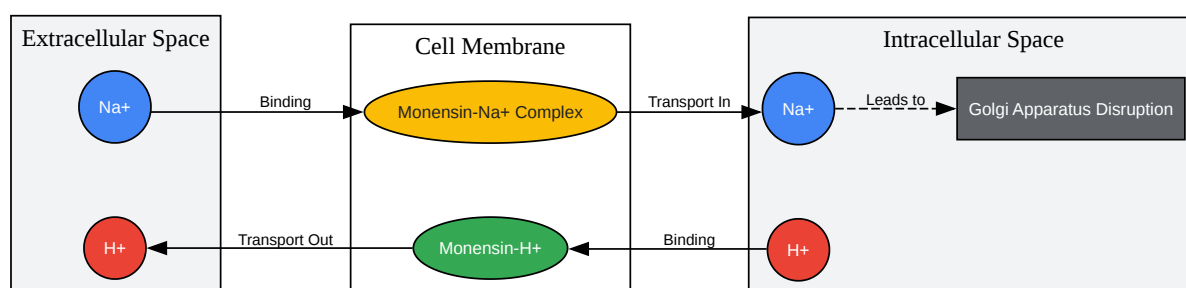 Extracellular Space
Cell Membrane
Intracellular Space
Na+
Binding
Monensin-Na+ Complex
Transport In
Na+
Leads to
Golgi Apparatus Disruption
H+
Transport Out
Monensin-H+
Binding
H+